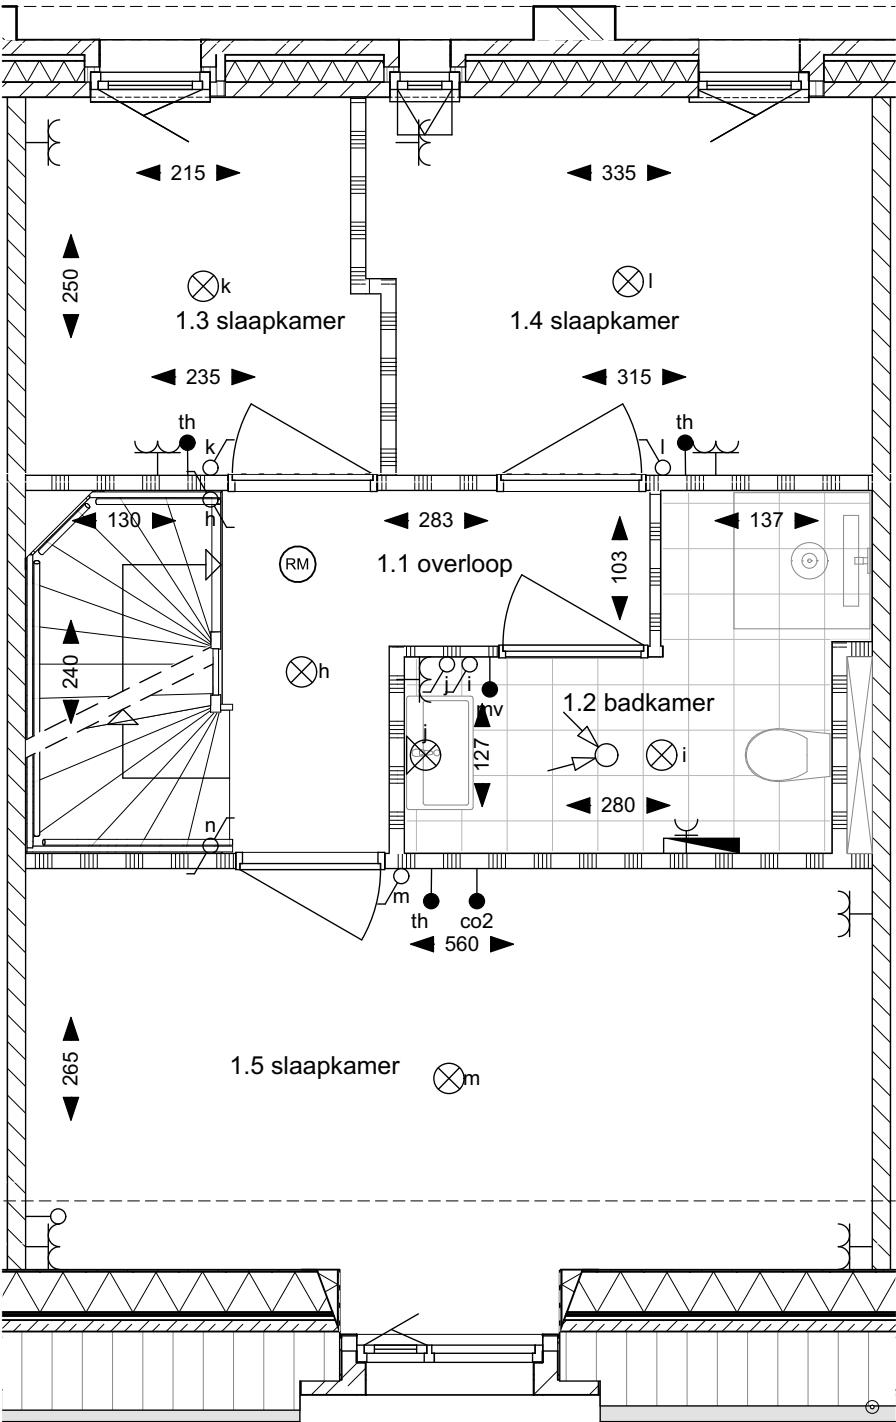 215
335
250
k
l
1.3 slaapkamer
1.4 slaapkamer
235
315
th
k
l
th
h
130
283
137
RM
1.1 overloop
103
240
h
j
i
mv
1.2 badkamer
j
127
i
280
n
m
th
co2
560
265
1.5 slaapkamer
m